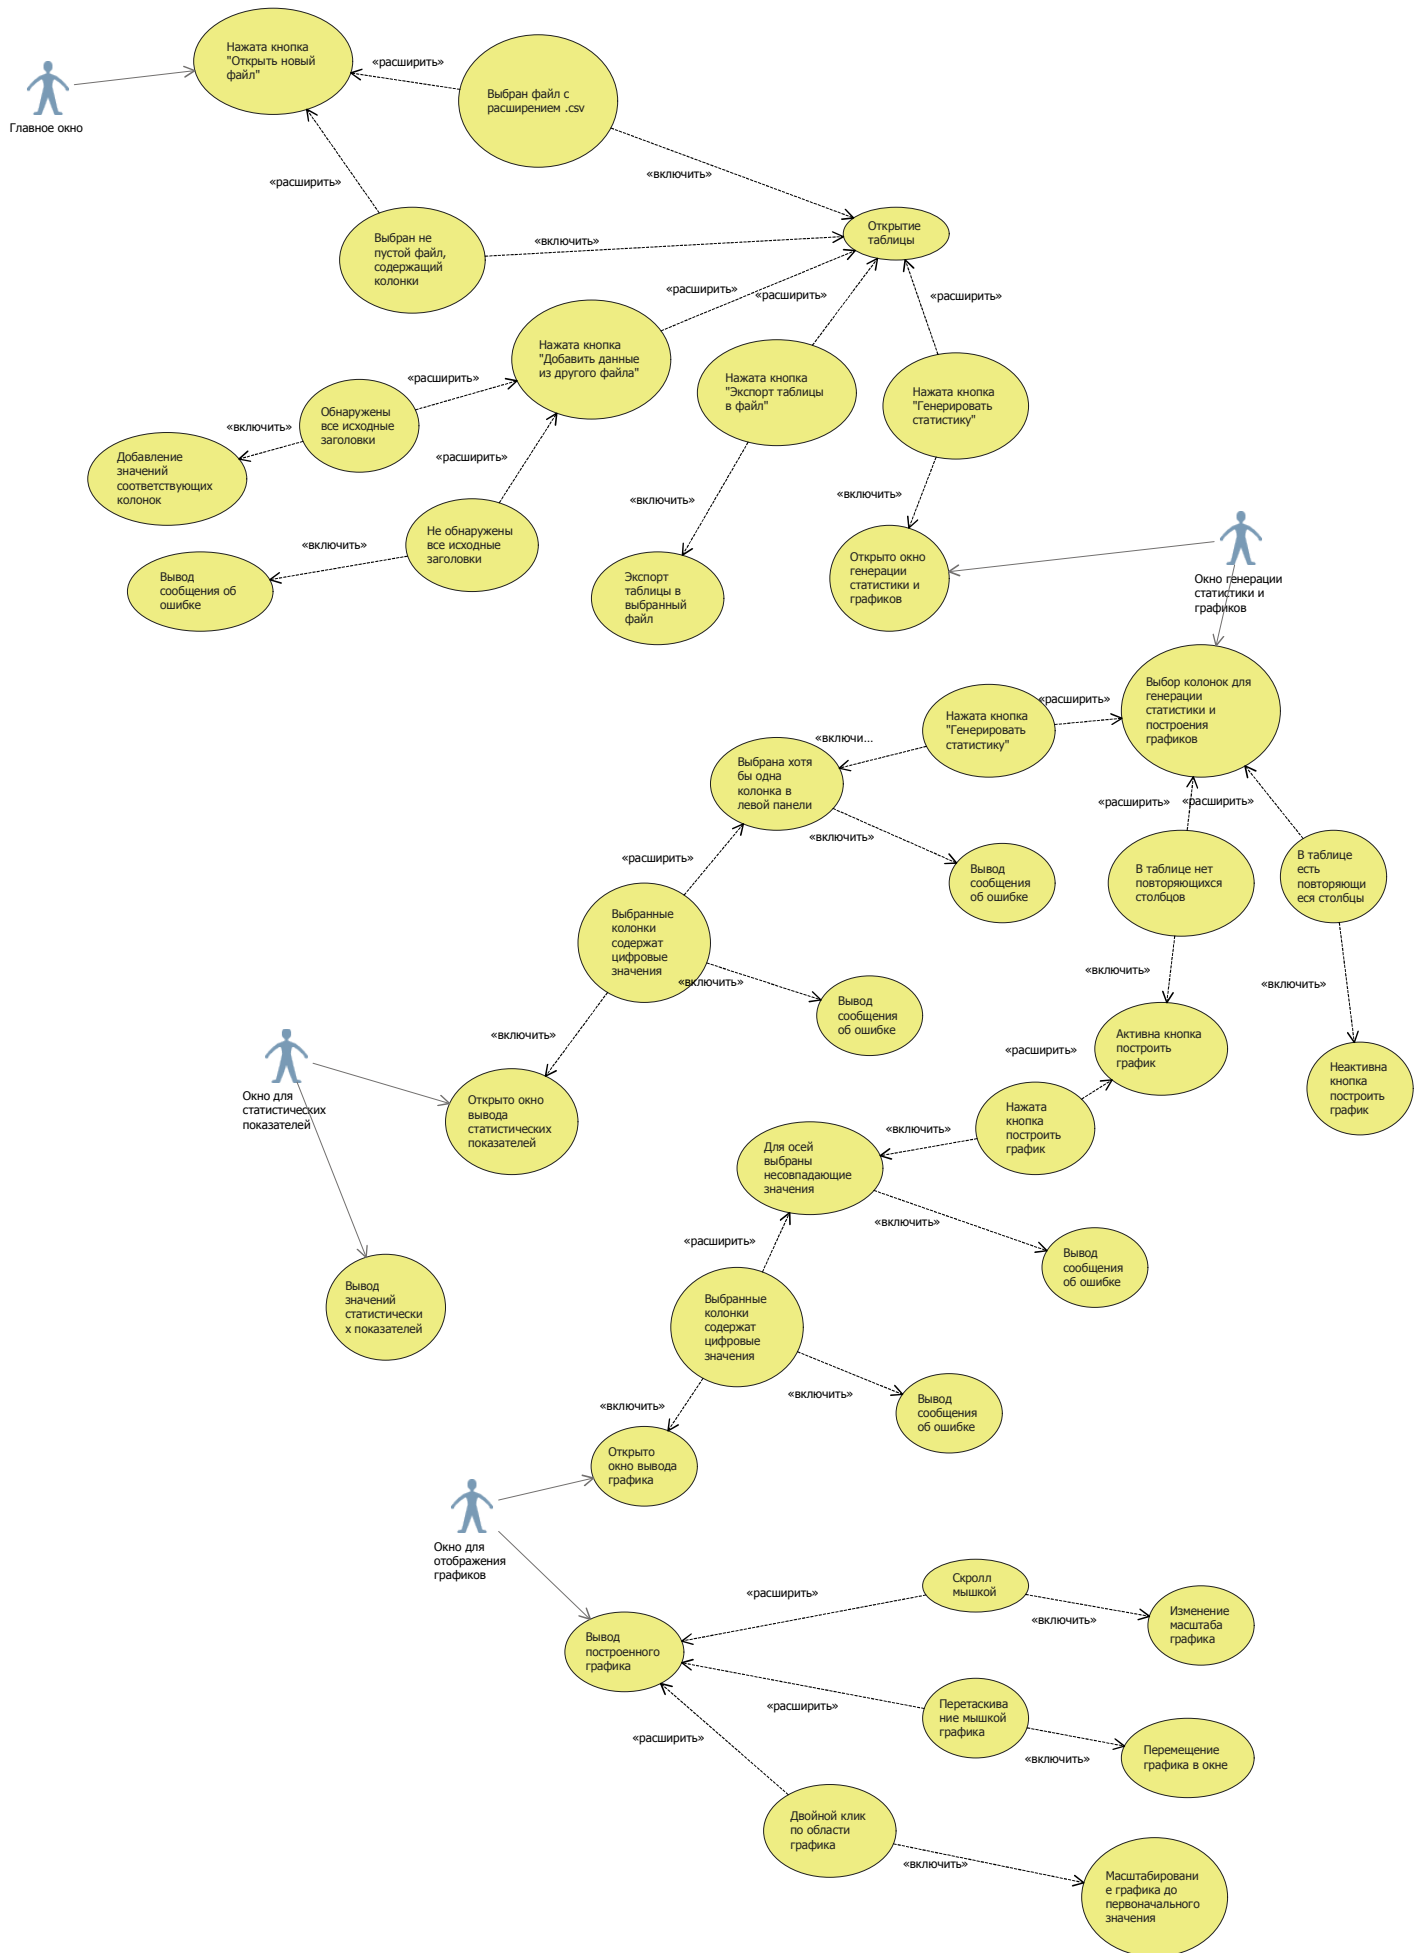 Нажата кнопка
"Открыть новый
файл"
«расширить»
Выбран файл с
расширением .csv
Главное окно
«расширить»
«включить»
Выбран не
пустой файл,
содержащий
колонки
«включить»
Открытие
таблицы
«расширить»
«расширить»
«расширить»
Нажата кнопка
"Добавить данные
из другого файла"
Нажата кнопка
"Экспорт таблицы
в файл"
Нажата кнопка
"Генерировать
статистику"
«расширить»
Обнаружены
все исходные
заголовки
«включить»
Добавление
значений
соответствующих
колонок
«расширить»
«включить»
«включить»
Не обнаружены
все исходные
заголовки
«включить»
Вывод
сообщения об
ошибке
Экспорт
таблицы в
выбранный
файл
Открыто окно
генерации
статистики и
графиков
Окно генерации
статистики и
графиков
Выбор колонок для
генерации
статистики и
построения
графиков
«расширить»
Нажата кнопка
"Генерировать
статистику"
«включи...
Выбрана хотя
бы одна
колонка в
левой панели
«расширить»
«расширить»
«включить»
«расширить»
Вывод
сообщения
об ошибке
В таблице нет
повторяющихся
столбцов
В таблице
есть
повторяющи
еся столбцы
Выбранные
колонки
содержат
цифровые
значения
«включить»
«включить»
«включить»
Вывод
сообщения
об ошибке
«включить»
Активна кнопка
построить
график
«расширить»
Неактивна
кнопка
построить
график
Окно для
статистических
показателей
Открыто окно
вывода
статистических
показателей
Нажата
кнопка
построить
график
«включить»
Для осей
выбраны
несовпадающие
значения
«расширить»
«включить»
Вывод
сообщения
об ошибке
Вывод
значений
статистически
х показателей
Выбранные
колонки
содержат
цифровые
значения
«включить»
«включить»
Вывод
сообщения
об ошибке
Открыто
окно вывода
графика
Окно для
отображения
графиков
Скролл
мышкой
«расширить»
«включить»
Изменение
масштаба
графика
Вывод
построенного
графика
«расширить»
Перетаскива
ние мышкой
графика
«включить»
Перемещение
графика в окне
«расширить»
Двойной клик
по области
графика
«включить»
Масштабировани
е графика до
первоначального
значения